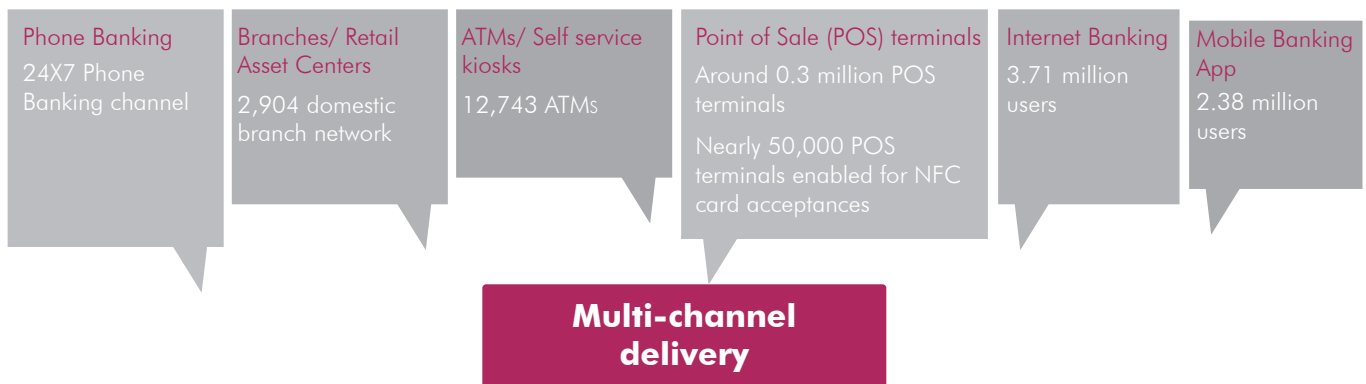 Phone Banking
24X7 Phone
Banking channel
Branches/ Retail
Asset Centers
2,904 domestic
branch network
ATMs/ Self service
kiosks
12,743 ATMs
Point of Sale (POS) terminals
Around 0.3 million POS
terminals
Nearly 50,000 POS
terminals enabled for NFC
card acceptances
Internet Banking
3.71 million
users
Mobile Banking
App
2.38 million
users
Multi-channel
delivery